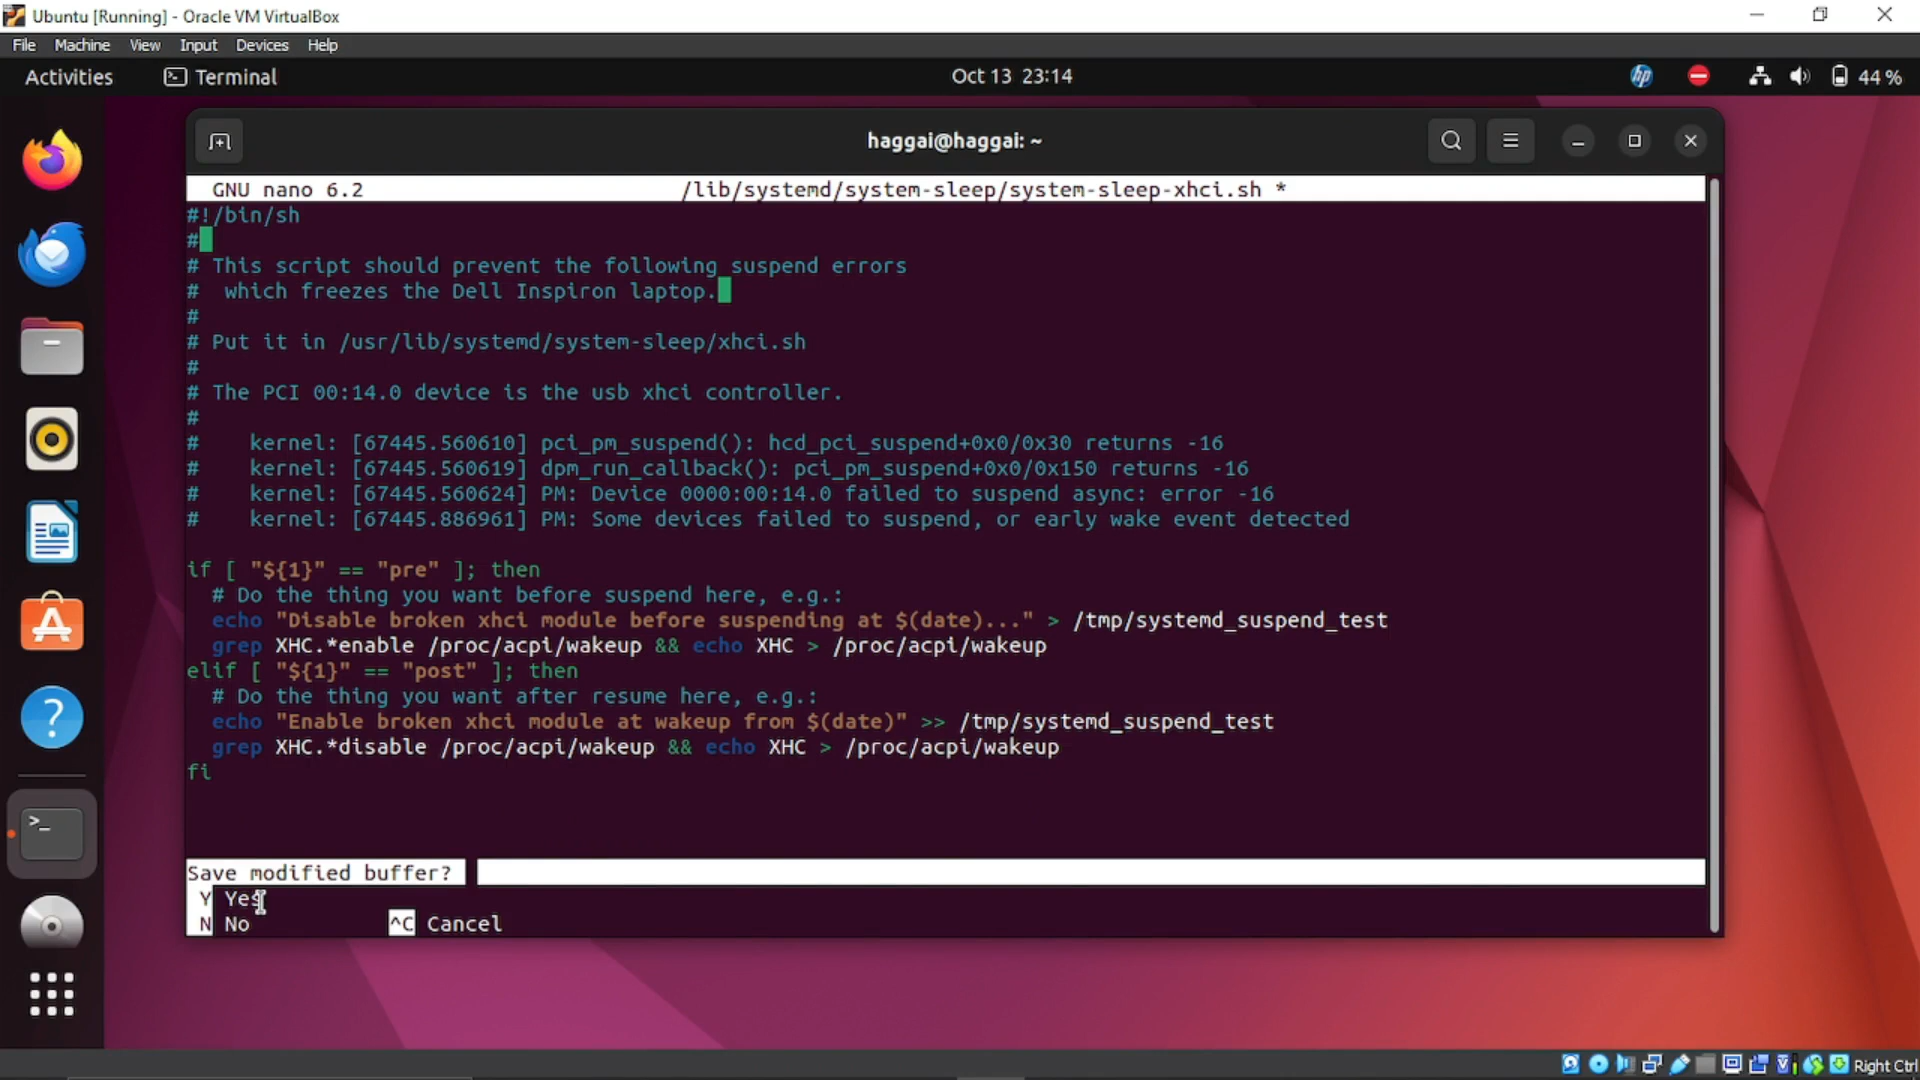 Ubuntu [Running] - Oracle VM VirtualBox
File Machine View Input Devices Help
Activities Terminal Oct 13 23:14 hp 44 %
haggai@haggai: ~
GNU nano 6.2 /lib/systemd/system-sleep/system-sleep-xhci.sh *
#!/bin/sh
#
# This script should prevent the following suspend errors
#  which freezes the Dell Inspiron laptop.
#
# Put it in /usr/lib/systemd/system-sleep/xhci.sh
#
# The PCI 00:14.0 device is the usb xhci controller.
#
#    kernel: [67445.560610] pci_pm_suspend(): hcd_pci_suspend+0x0/0x30 returns -16
#    kernel: [67445.560619] dpm_run_callback(): pci_pm_suspend+0x0/0x150 returns -16
#    kernel: [67445.560624] PM: Device 0000:00:14.0 failed to suspend async: error -16
#    kernel: [67445.886961] PM: Some devices failed to suspend, or early wake event detected
if [ "${1}" == "pre" ]; then
  # Do the thing you want before suspend here, e.g.:
  echo "Disable broken xhci module before suspending at $(date)..." > /tmp/systemd_suspend_test
  grep XHC.*enable /proc/acpi/wakeup && echo XHC > /proc/acpi/wakeup
elif [ "${1}" == "post" ]; then
  # Do the thing you want after resume here, e.g.:
  echo "Enable broken xhci module at wakeup from $(date)" >> /tmp/systemd_suspend_test
  grep XHC.*disable /proc/acpi/wakeup && echo XHC > /proc/acpi/wakeup
fi
Save modified buffer?
Y Yes
N No ^C Cancel
Right Ctrl